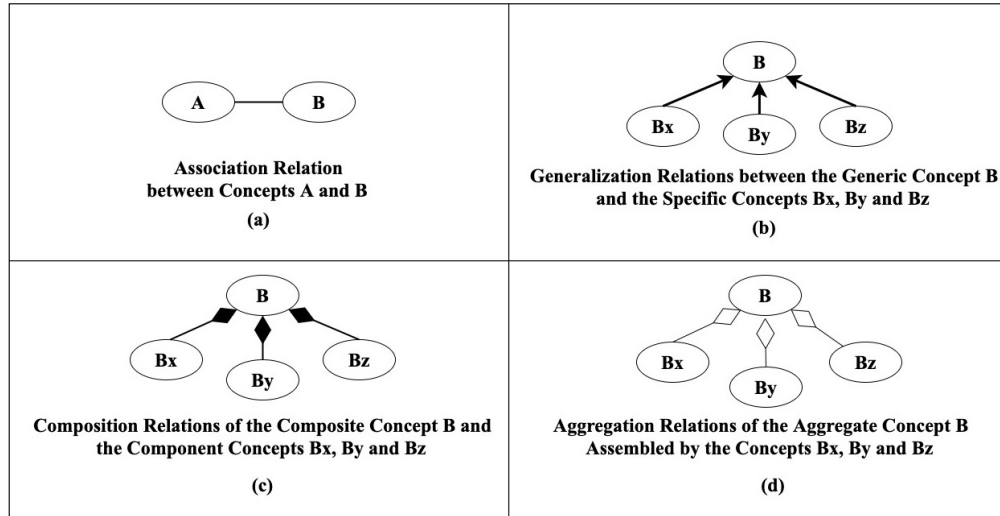 A B
Association Relation
between Concepts A and B
(a)
B
Bx By Bz
Generalization Relations between the Generic Concept B
and the Specific Concepts Bx, By and Bz
(b)
B
Bx By Bz
Composition Relations of the Composite Concept B and
the Component Concepts Bx, By and Bz
(c)
B
Bx By Bz
Aggregation Relations of the Aggregate Concept B
Assembled by the Concepts Bx, By and Bz
(d)